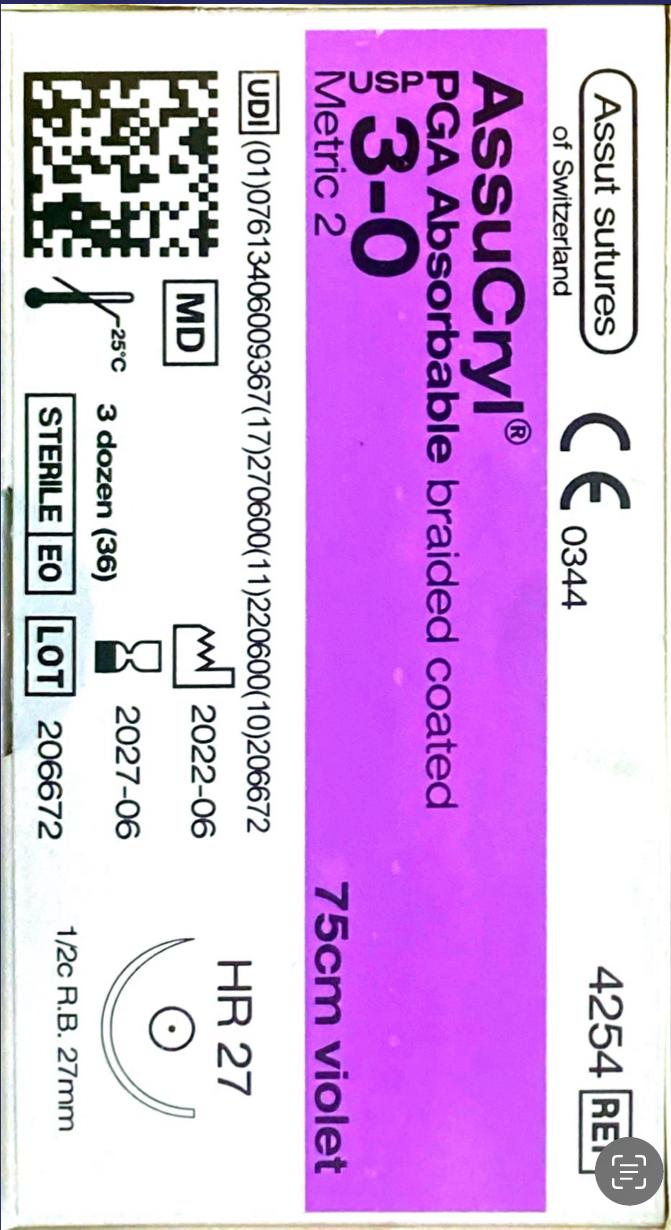 Assut sutures
of Switzerland
CE 0344
4254
AssuCryl®
PGA Absorbable braided coated
USP 3-0
Metric 2
75cm violet
UDI (01)07613406009367(17)270600(11)220600(10)206672
HR 27
MD
2022-06
25°C
2027-06
3 dozen (36)
1/2c R.B. 27mm
STERILE EO
LOT 206672